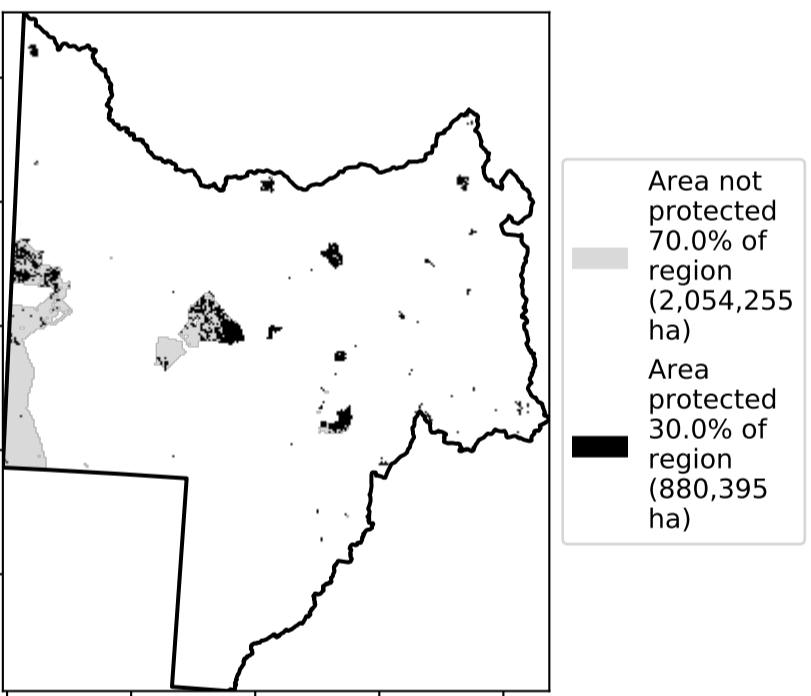 Area not
protected
70.0% of
region
(2,054,255
ha)
Area
protected
30.0% of
region
(880,395
ha)